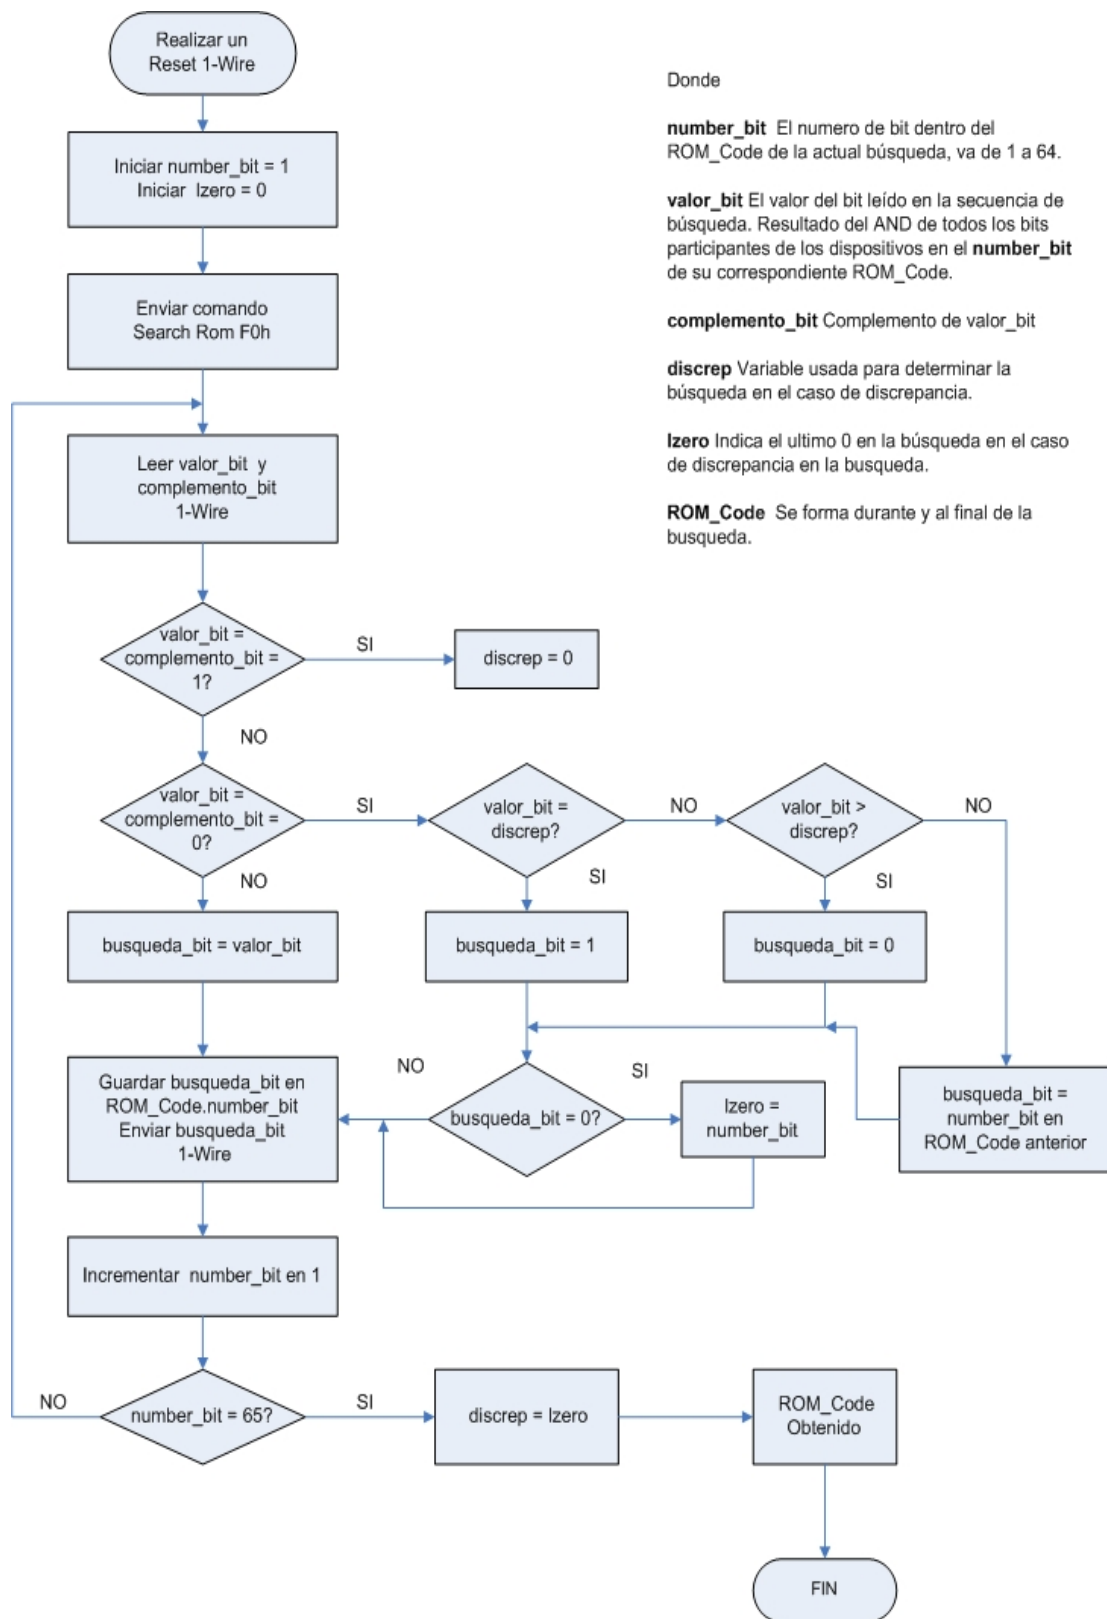 Realizar un
Reset 1-Wire
Iniciar number_bit = 1
Iniciar lzero = 0
Enviar comando
Search Rom F0h
Leer valor_bit y
complemento_bit
1-Wire
valor_bit =
complemento_bit =
1?
SI
discrep = 0
NO
valor_bit =
complemento_bit =
0?
SI
valor_bit =
discrep?
NO
valor_bit >
discrep?
NO
NO
SI
SI
busqueda_bit = valor_bit
busqueda_bit = 1
busqueda_bit = 0
Guardar busqueda_bit en
ROM_Code.number_bit
Enviar busqueda_bit
1-Wire
NO
busqueda_bit = 0?
SI
lzero =
number_bit
busqueda_bit =
number_bit en
ROM_Code anterior
Incrementar number_bit en 1
NO
number_bit = 65?
SI
discrep = lzero
ROM_Code
Obtenido
FIN
Donde
number_bit El numero de bit dentro del
ROM_Code de la actual búsqueda, va de 1 a 64.
valor_bit El valor del bit leído en la secuencia de
búsqueda. Resultado del AND de todos los bits
participantes de los dispositivos en el number_bit
de su correspondiente ROM_Code.
complemento_bit Complemento de valor_bit
discrep Variable usada para determinar la
búsqueda en el caso de discrepancia.
lzero Indica el ultimo 0 en la búsqueda en el caso
de discrepancia en la busqueda.
ROM_Code Se forma durante y al final de la
busqueda.